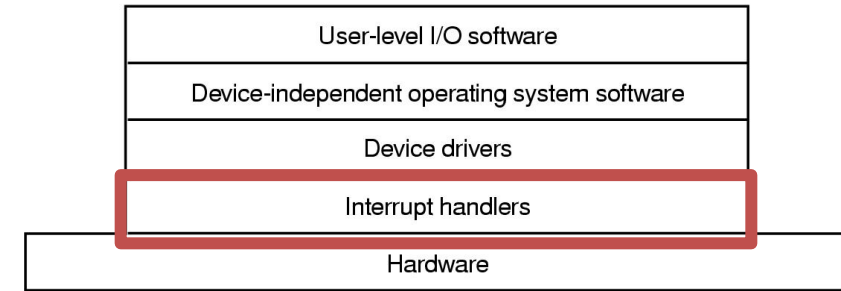 User-level I/O software
Device-independent operating system software
Device drivers
Interrupt handlers
Hardware